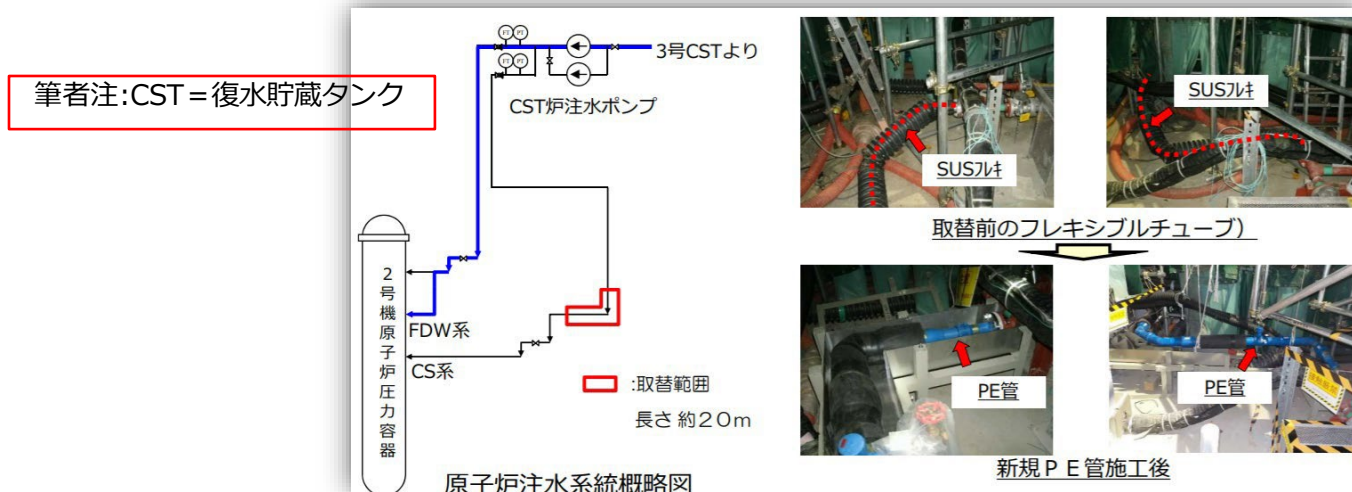 筆者注:CST＝復水貯蔵タンク
FI PI
FI PI
3号CSTより
CST炉注水ポンプ
2号機原子炉圧力容器
FDW系
CS系
:取替範囲
長さ 約20m
原子炉注水系統概略図
SUSﾌﾚｷ
SUSﾌﾚｷ
取替前のフレキシブルチューブ）
PE管
PE管
新規ＰＥ管施工後